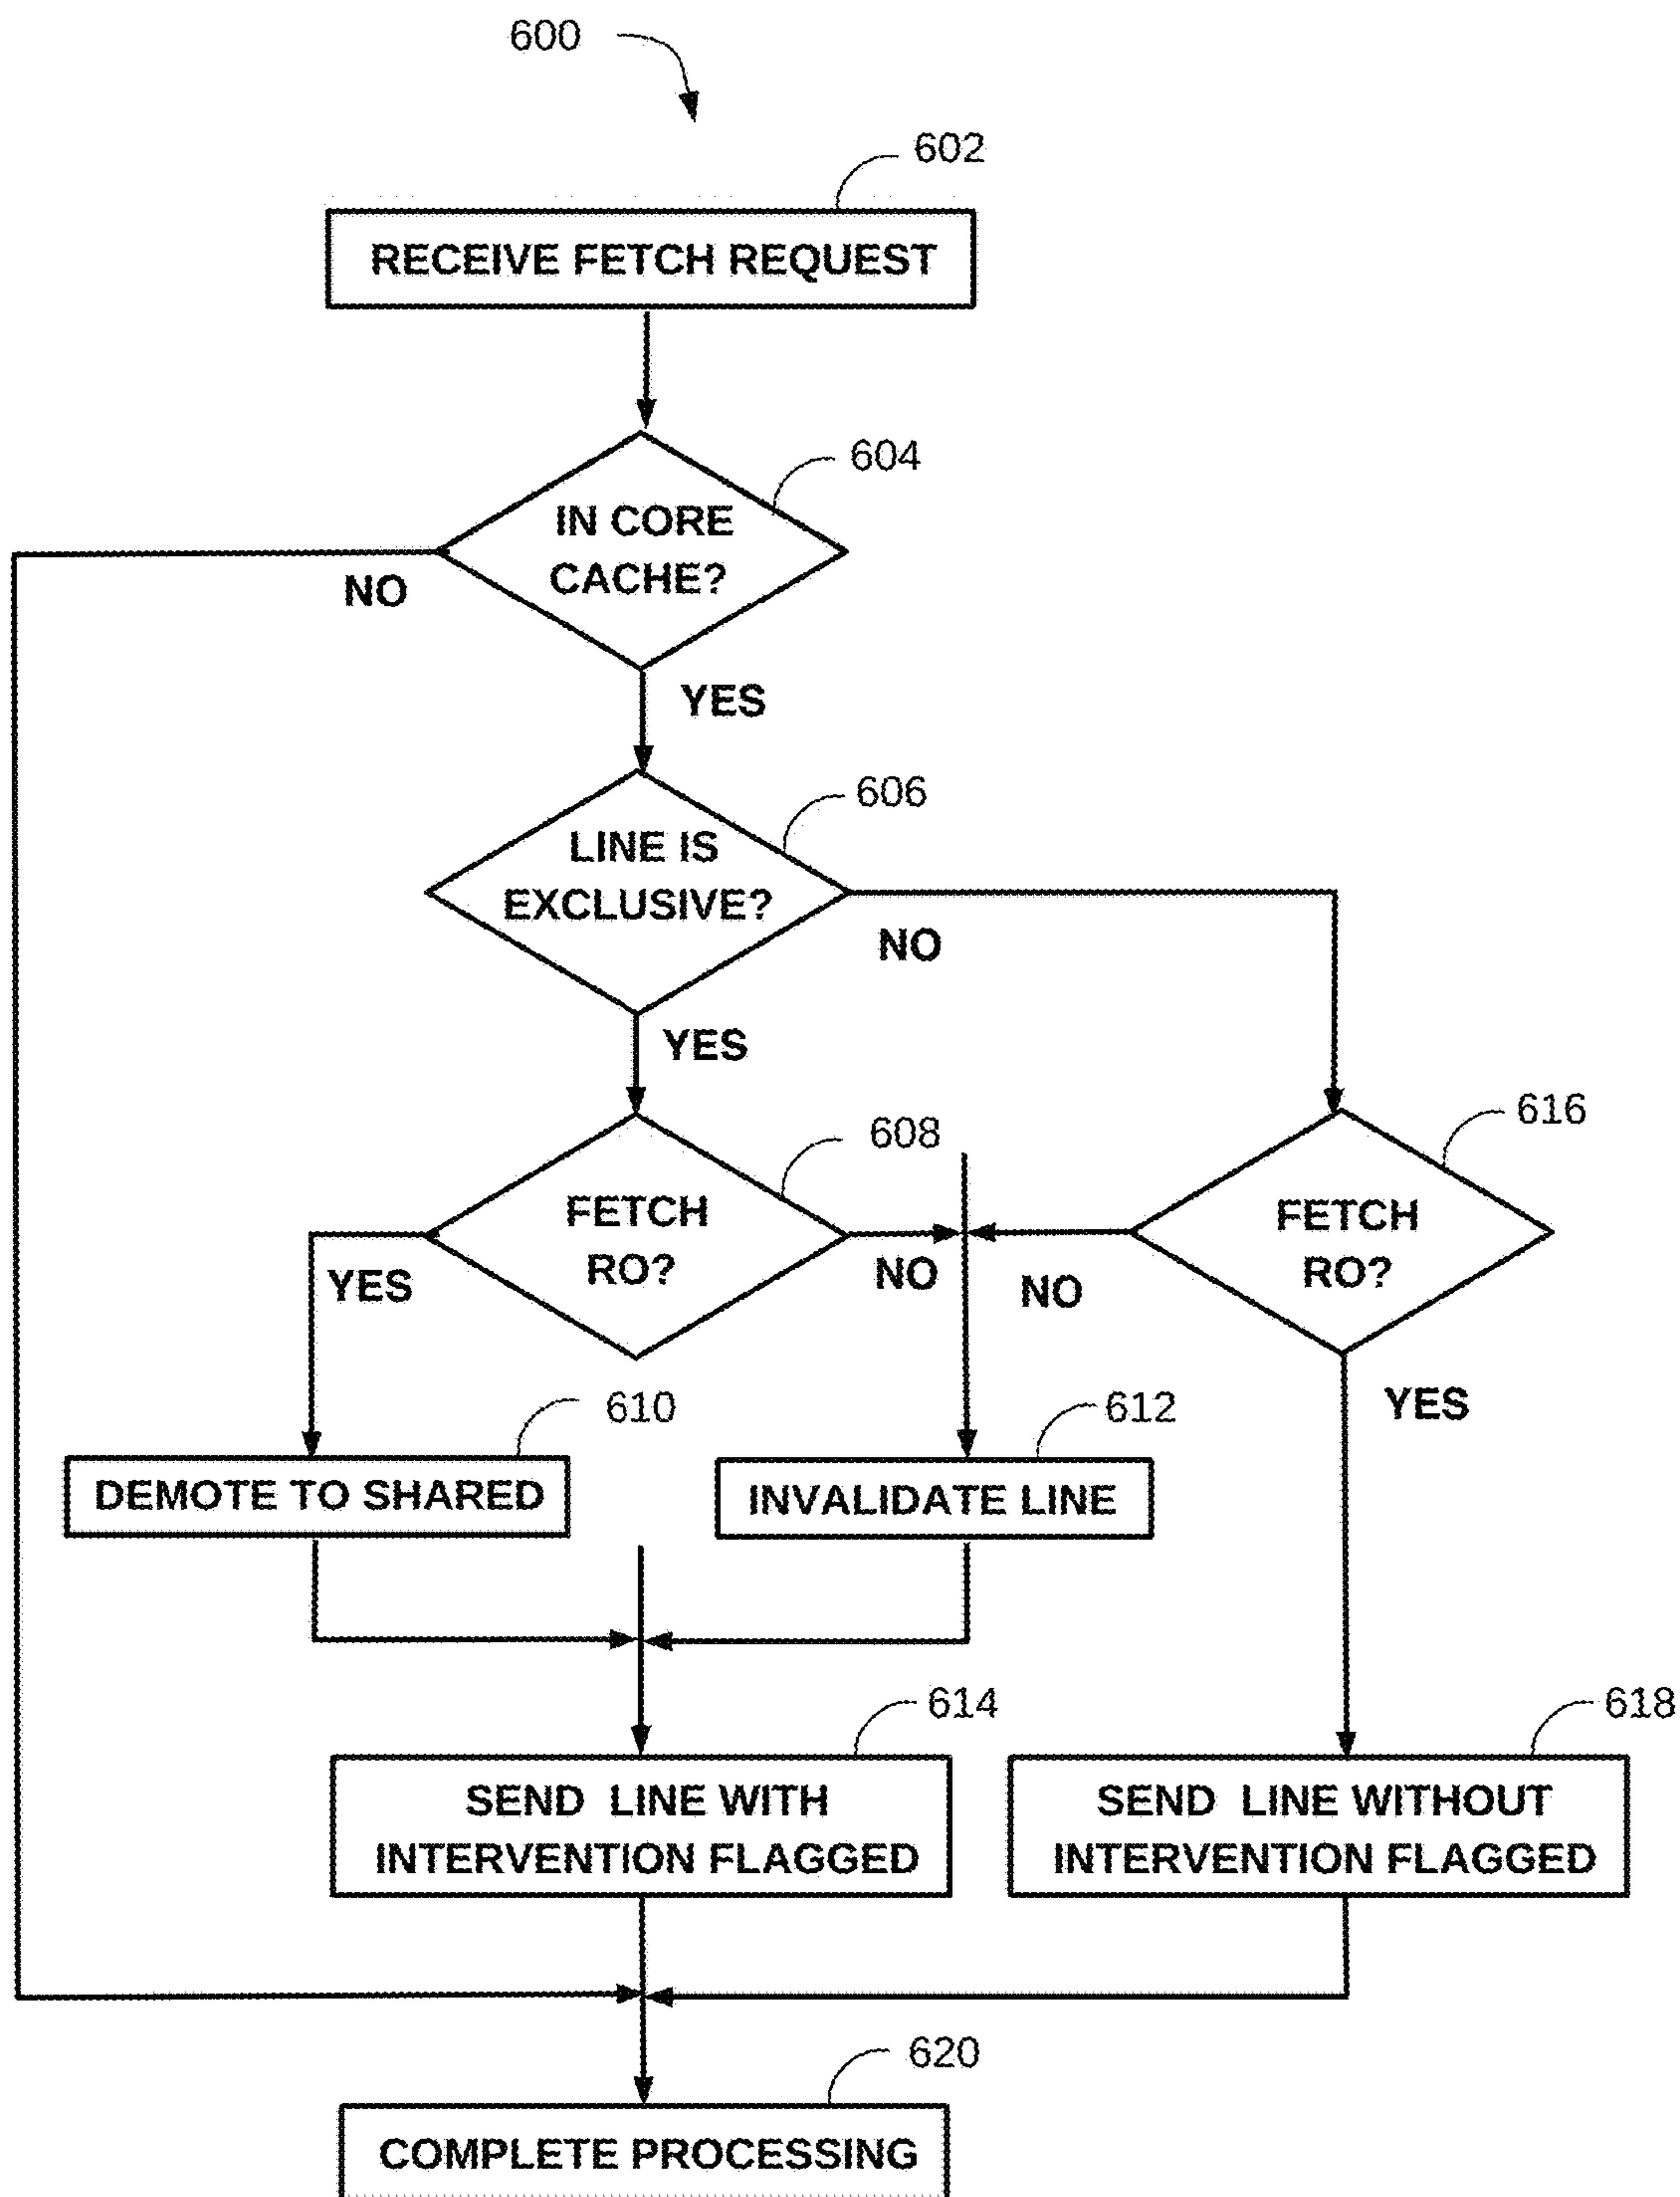 600
602
RECEIVE FETCH REQUEST
604
IN CORE
CACHE?
NO
YES
606
LINE IS
EXCLUSIVE?
NO
YES
608
616
FETCH
RO?
FETCH
RO?
YES
NO
NO
YES
610
612
DEMOTE TO SHARED
INVALIDATE LINE
614
618
SEND LINE WITH
INTERVENTION FLAGGED
SEND LINE WITHOUT
INTERVENTION FLAGGED
620
COMPLETE PROCESSING